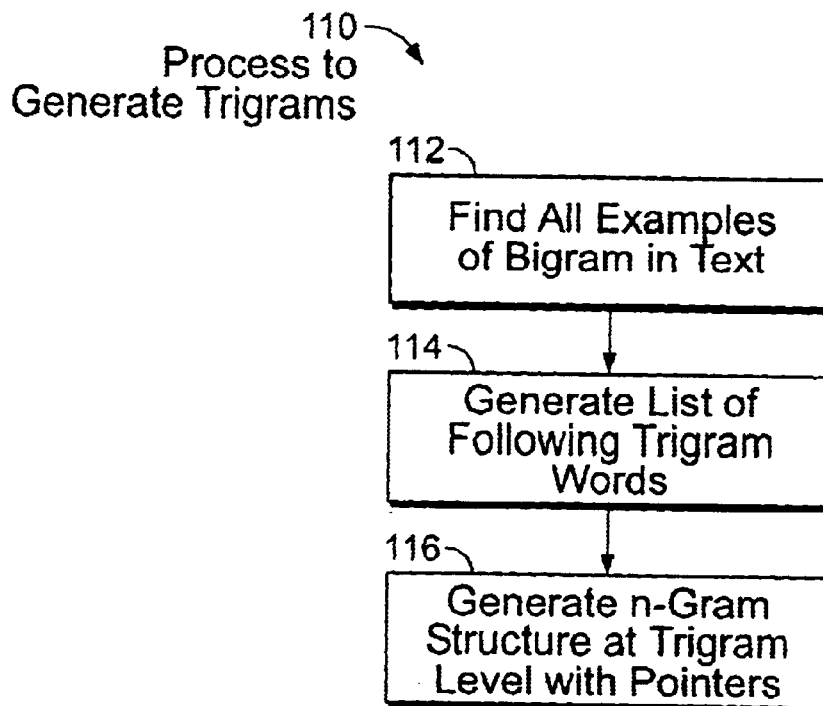 110
Process to
Generate Trigrams
112
Find All Examples
of Bigram in Text
114
Generate List of
Following Trigram
Words
116
Generate n-Gram
Structure at Trigram
Level with Pointers